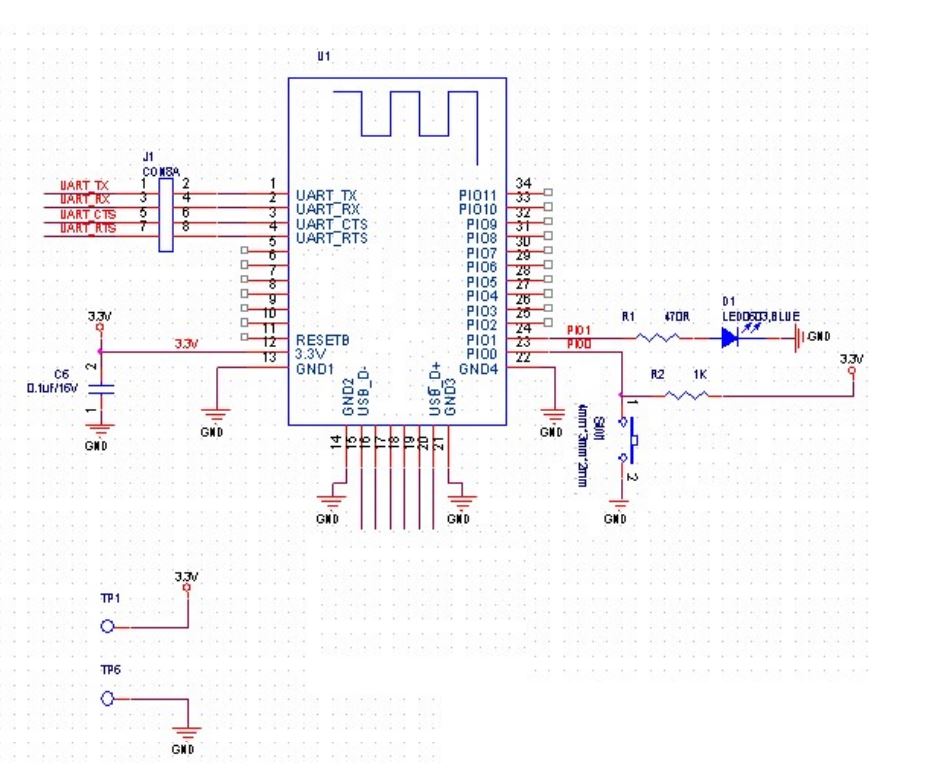 U1
J1
CON8A
UART_TX 1 2
UART_RX 3 4
UART_CTS 5 6
UART_RTS 7 8
1 UART_TX
2 UART_RX
3 UART_CTS
4 UART_RTS
5
6
7
8
9
10
11
12 RESETB
3.3V 3.3V
13 GND1
34
PIO11 33
PIO10 32
PIO9 31
PIO8 30
PIO7 29
PIO6 28
PIO5 27
PIO4 26
PIO3 25
PIO2 24
PIO1 23
PIO0 22
GND4
PIO1
PIO0
R1 470R
D1
LED0603,BLUE
GND
R2 1K
3.3V
1
SW1
4mm*3mm*2mm
2
GND
GND
3.3V
2
C6
0.1uf/16V
1
GND
GND
GND2
USB_D-
USB_D+
GND3
14 15 16 17 18 19 20 21
GND GND
TP1
3.3V
TP6
GND